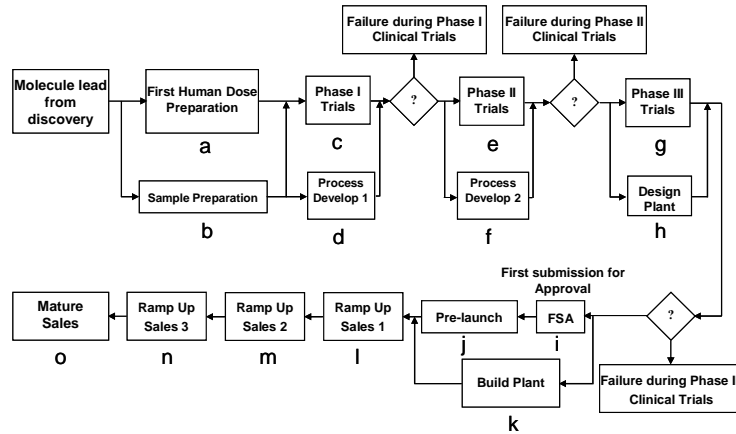 Failure during Phase I
Clinical Trials
Failure during Phase II
Clinical Trials
Molecule lead
from
discovery
First Human Dose
Preparation
a
Phase I
Trials
c
?
Phase II
Trials
e
?
Phase III
Trials
g
Sample Preparation
b
Process
Develop 1
d
Process
Develop 2
f
Design
Plant
h
First submission for
Approval
Mature
Sales
o
Ramp Up
Sales 3
n
Ramp Up
Sales 2
m
Ramp Up
Sales 1
l
Pre-launch
j
FSA
i
?
Build Plant
k
Failure during Phase I
Clinical Trials